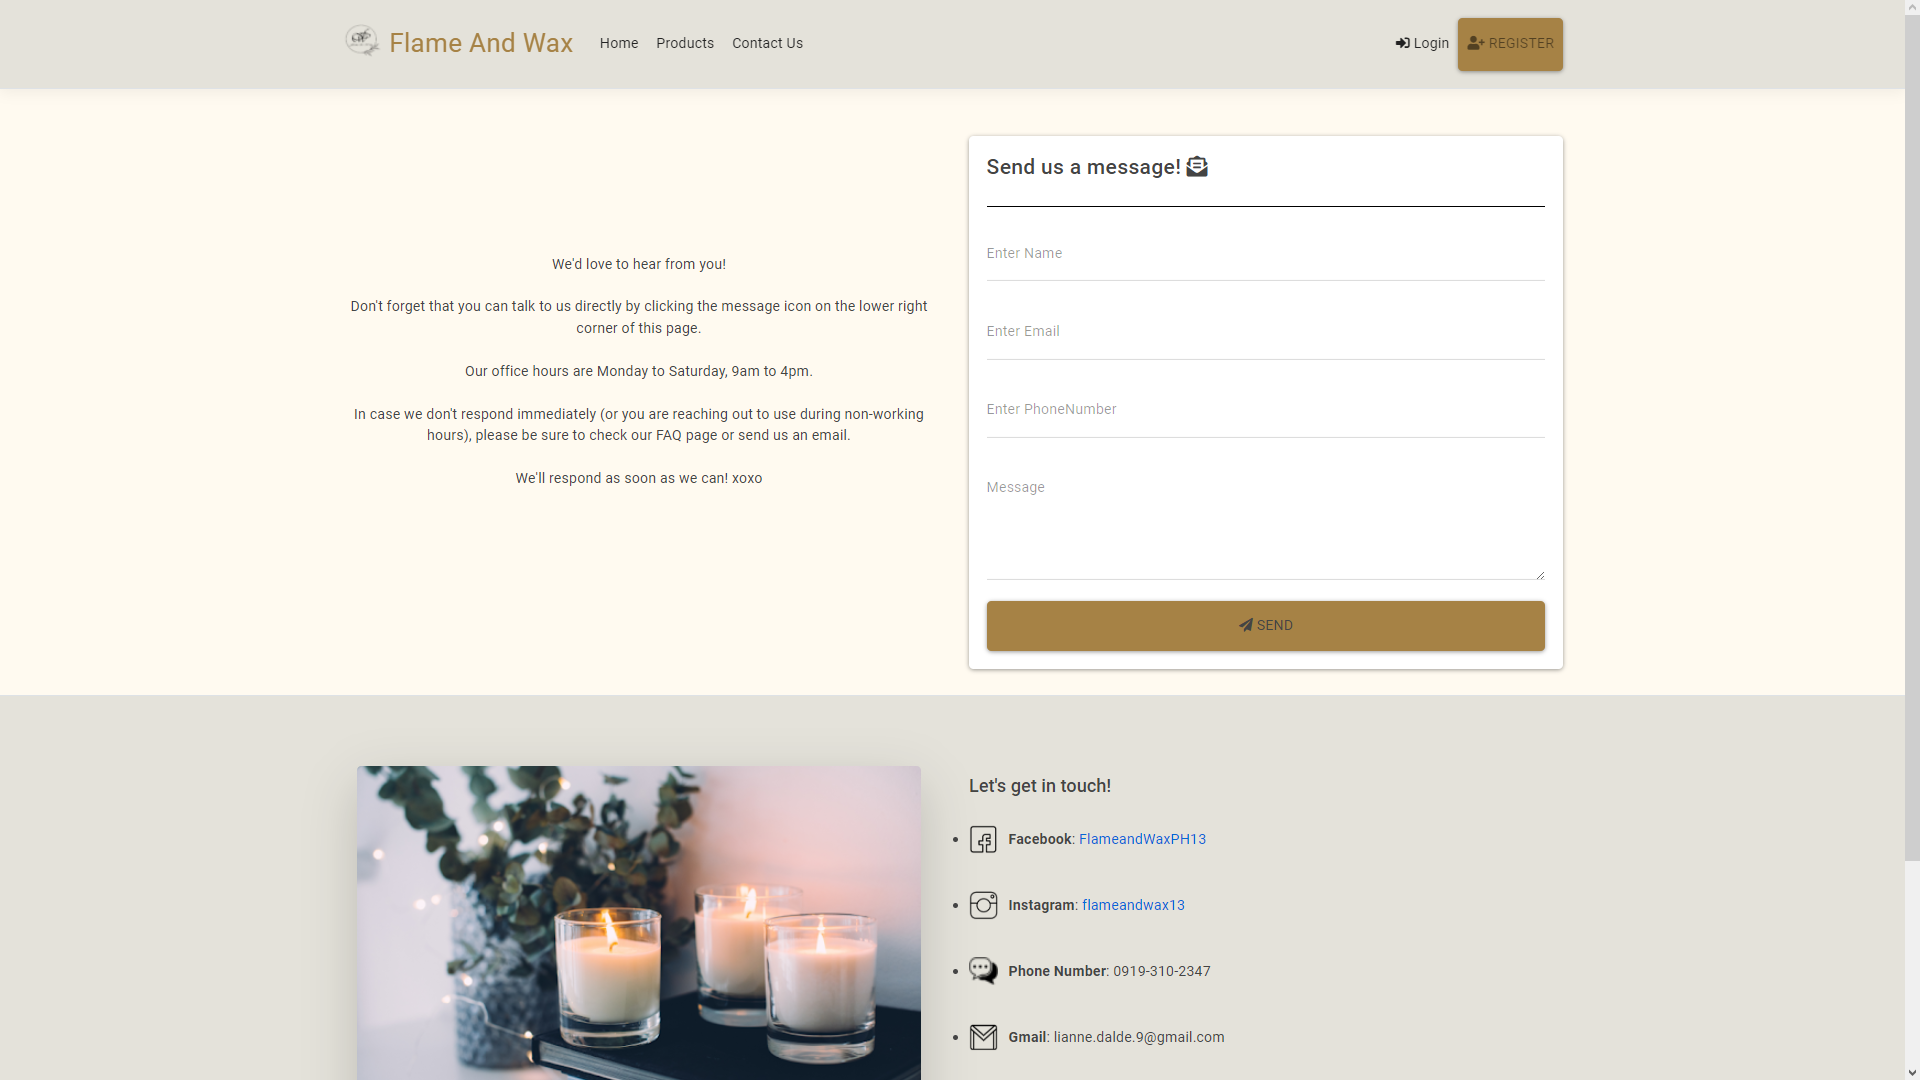 Flame And Wax
Home
Products
Contact Us
Login
REGISTER
We'd love to hear from you!
Don't forget that you can talk to us directly by clicking the message icon on the lower right
corner of this page.
Our office hours are Monday to Saturday, 9am to 4pm.
In case we don't respond immediately (or you are reaching out to use during non-working
hours), please be sure to check our FAQ page or send us an email.
We'll respond as soon as we can! xoxo
Send us a message!
Enter Name
Enter Email
Enter PhoneNumber
Message
SEND
Let's get in touch!
Facebook: FlameandWaxPH13
Instagram: flameandwax13
Phone Number: 0919-310-2347
Gmail: lianne.dalde.9@gmail.com